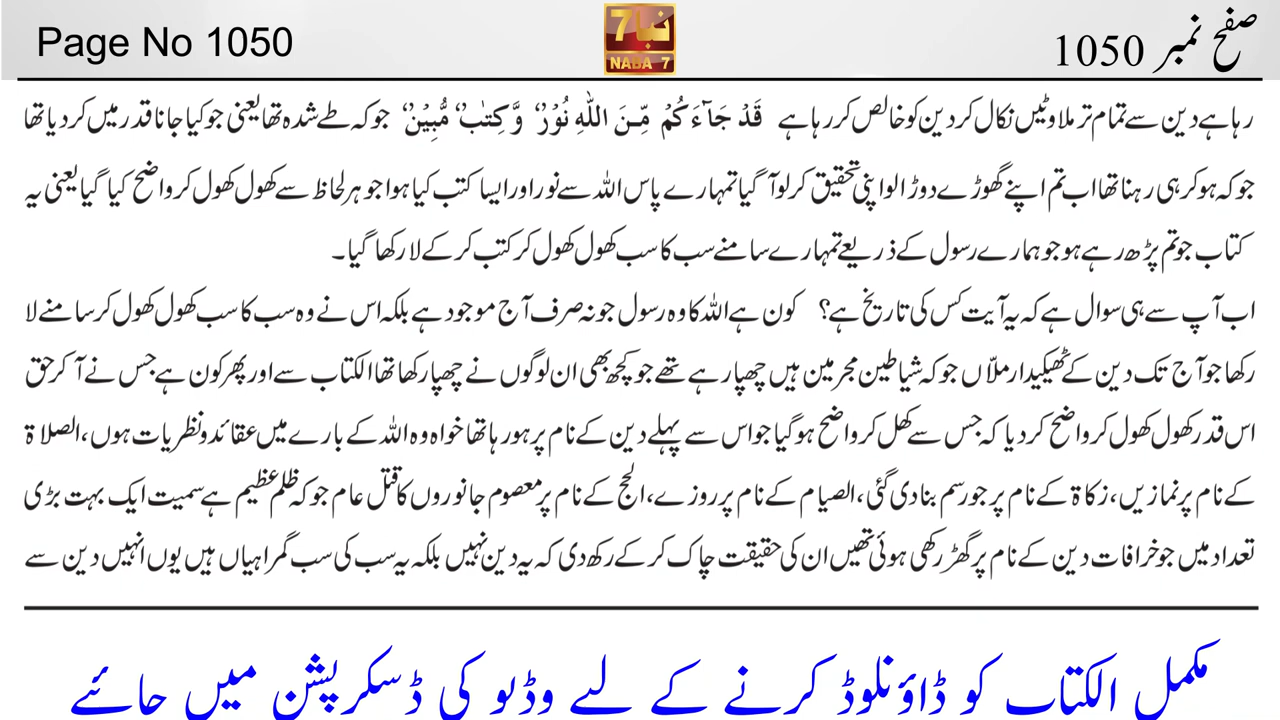 Page No 1050
نبا 7
NABA 7
صفحہ نمبر 1050
رہا ہے دین سے تمام تر ملاوٹیں نکال کر دین کو خالص کر رہا ہے قَدْ جَآءَکُمْ مِّنَ اللّٰہِ نُوْرٌ وَّکِتٰبٌ مُّبِیْنٌ جو کہ طے شدہ تھا یعنی جو کیا جانا قدر میں کر دیا تھا
جو کہ ہو کر ہی رہنا تھا اب تم اپنے گھوڑے دوڑا لو اپنی تحقیق کر لو آ گیا تمہارے پاس اللہ سے نور اور ایسا کتب کیا ہوا جو ہر لحاظ سے کھول کھول کر واضح کیا گیا یعنی یہ
کتاب جو تم پڑھ رہے ہو جو ہمارے رسول کے ذریعے تمہارے سامنے سب کا سب کھول کھول کر کتب کر کے لا رکھا گیا۔
اب آپ سے ہی سوال ہے کہ یہ آیت کس کی تاریخ ہے؟ کون ہے اللہ کا وہ رسول جو نہ صرف آج موجود ہے بلکہ اس نے وہ سب کا سب کھول کھول کر سامنے لا
رکھا جو آج تک دین کے ٹھیکیدار ملاّں جو کہ شیاطین مجرمین ہیں چھپا رہے تھے جو کچھ بھی ان لوگوں نے چھپا رکھا تھا الکتاب سے اور پھر کون ہے جس نے آ کر حق
اس قدر کھول کھول کر واضح کر دیا کہ جس سے کھل کر واضح ہو گیا جو اس سے پہلے دین کے نام پر ہو رہا تھا خواہ وہ اللہ کے بارے میں عقائد و نظریات ہوں، الصلاۃ
کے نام پر نمازیں، زکاۃ کے نام پر جو رسم بنا دی گئی، الصیام کے نام پر روزے، الحج کے نام پر معصوم جانوروں کا قتل عام جو کہ ظلم عظیم ہے سمیت ایک بہت بڑی
تعداد میں جو خرافات دین کے نام پر گھڑ رکھی ہوئی تھیں ان کی حقیقت چاک کر کے رکھ دی کہ یہ دین نہیں بلکہ یہ سب کی سب گمراہیاں ہیں یوں انہیں دین سے
مکمل الکتاب کو ڈاؤنلوڈ کرنے کے لیے وڈیو کی ڈسکرپشن میں جائے